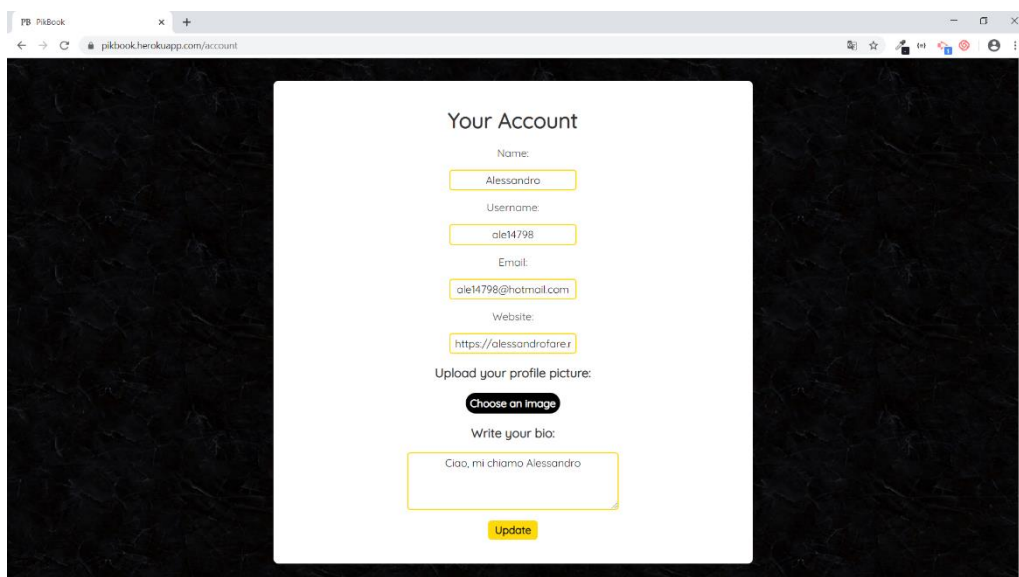 PB PikBook
pikbook.herokuapp.com/account
Your Account
Name:
Alessandro
Username:
ale14798
Email:
ale14798@hotmail.com
Website:
https://alessandrofare.r
Upload your profile picture:
Choose an image
Write your bio:
Ciao, mi chiamo Alessandro
Update